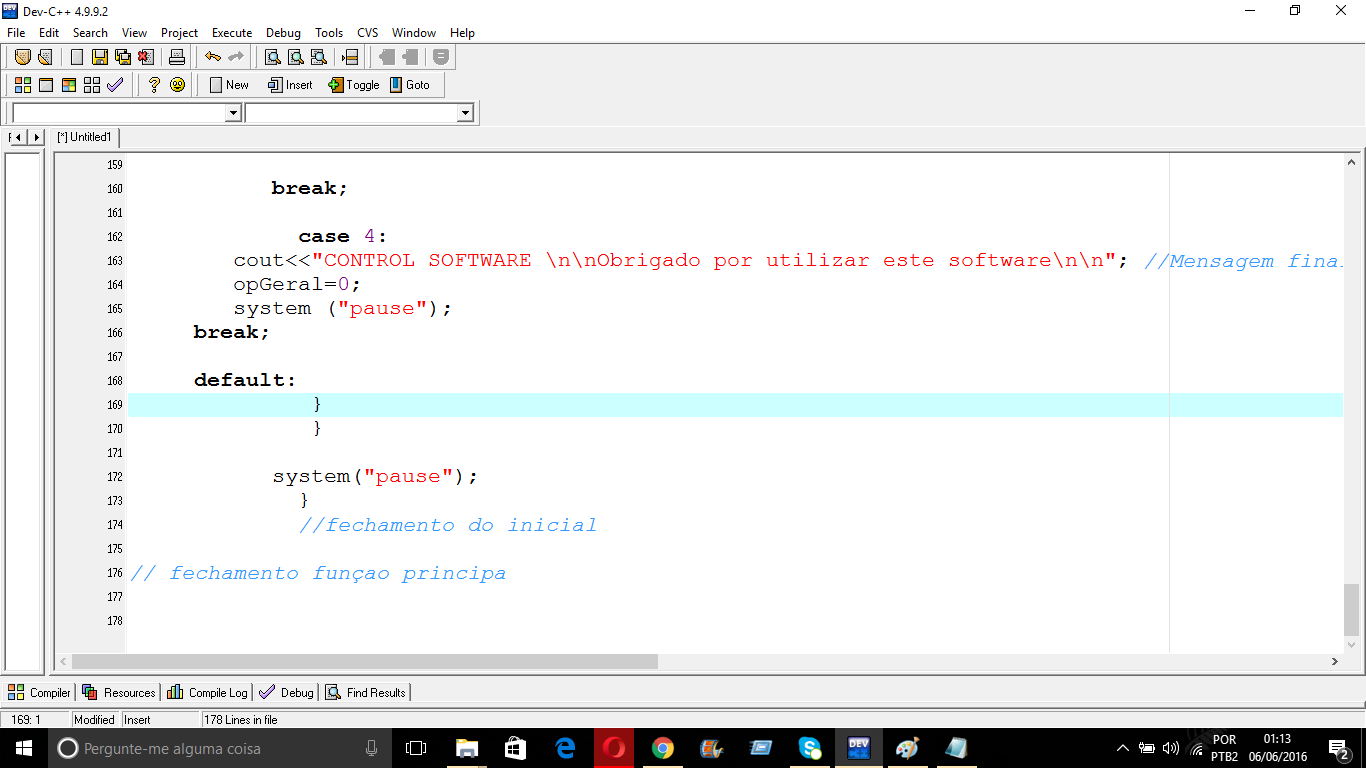 Dev-C++ 4.9.9.2
File Edit Search View Project Execute Debug Tools CVS Window Help
New Insert Toggle Goto
[*] Untitled1
159
160 break;
161
162 case 4:
163 cout<<"CONTROL SOFTWARE \n\nObrigado por utilizar este software\n\n"; //Mensagem final
164 opGeral=0;
165 system ("pause");
166 break;
167
168 default:
169 }
170 }
171
172 system("pause");
173 }
174 //fechamento do inicial
175
176 // fechamento funçao principa
177
178
Compiler Resources Compile Log Debug Find Results
169: 1 Modified Insert 178 Lines in file
Pergunte-me alguma coisa
DEV
POR 01:13
PTB2 06/06/2016
2